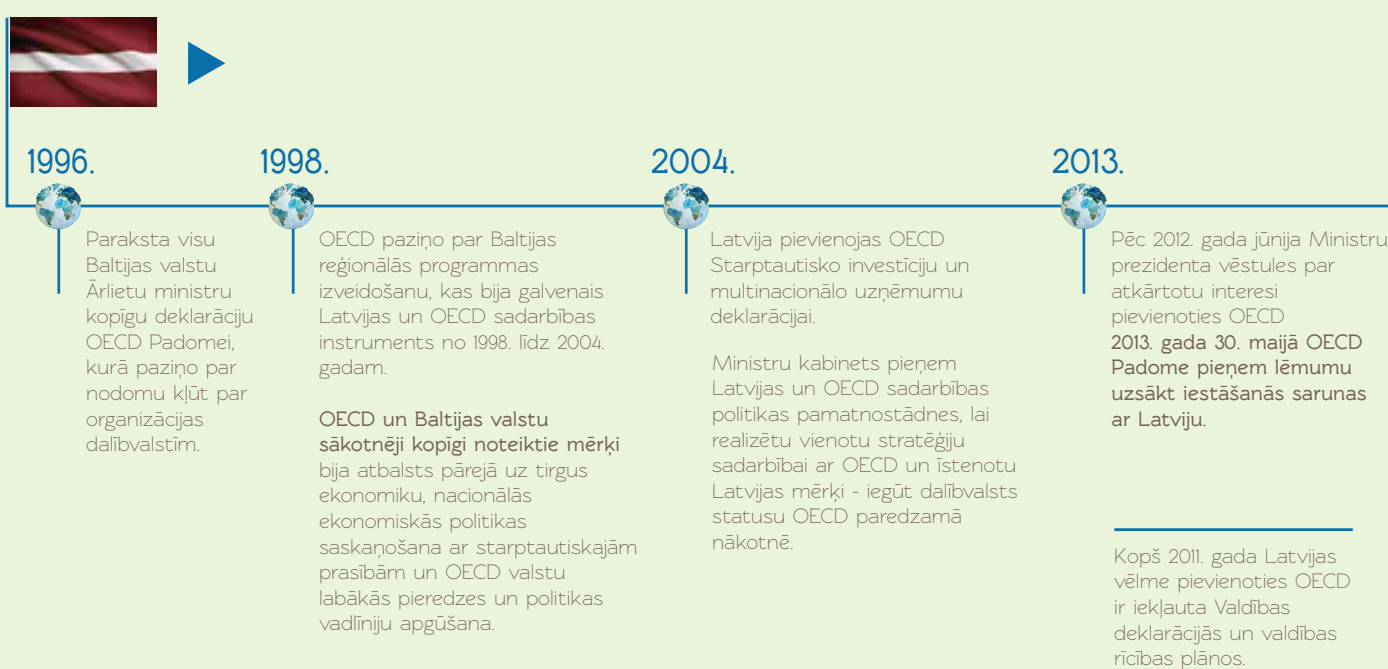 1996.
Paraksta visu
Baltijas valstu
Ārlietu ministru
kopīgu deklarāciju
OECD Padomei,
kurā paziņo par
nodomu kļūt par
organizācijas
dalībvalstīm.
1998.
OECD paziņo par Baltijas
reģionālās programmas
izveidošanu, kas bija galvenais
Latvijas un OECD sadarbības
instruments no 1998. līdz 2004.
gadam.
OECD un Baltijas valstu
sākotnēji kopīgi noteiktie mērķi
bija atbalsts pārejā uz tirgus
ekonomiku, nacionālās
ekonomiskās politikas
saskaņošana ar starptautiskajām
prasībām un OECD valstu
labākās pieredzes un politikas
vadlīniju apgūšana.
2004.
Latvija pievienojas OECD
Starptautisko investīciju un
multinacionālo uzņēmumu
deklarācijai.
Ministru kabinets pieņem
Latvijas un OECD sadarbības
politikas pamatnostādnes, lai
realizētu vienotu stratēģiju
sadarbībai ar OECD un īstenotu
Latvijas mērķi - iegūt dalībvalsts
statusu OECD paredzamā
nākotnē.
2013.
Pēc 2012. gada jūnija Ministru
prezidenta vēstules par
atkārtotu interesi
pievienoties OECD
2013. gada 30. maijā OECD
Padome pieņem lēmumu
uzsākt iestāšanās sarunas
ar Latviju.
Kopš 2011. gada Latvijas
vēlme pievienoties OECD
ir iekļauta Valdības
deklarācijās un valdības
rīcības plānos.